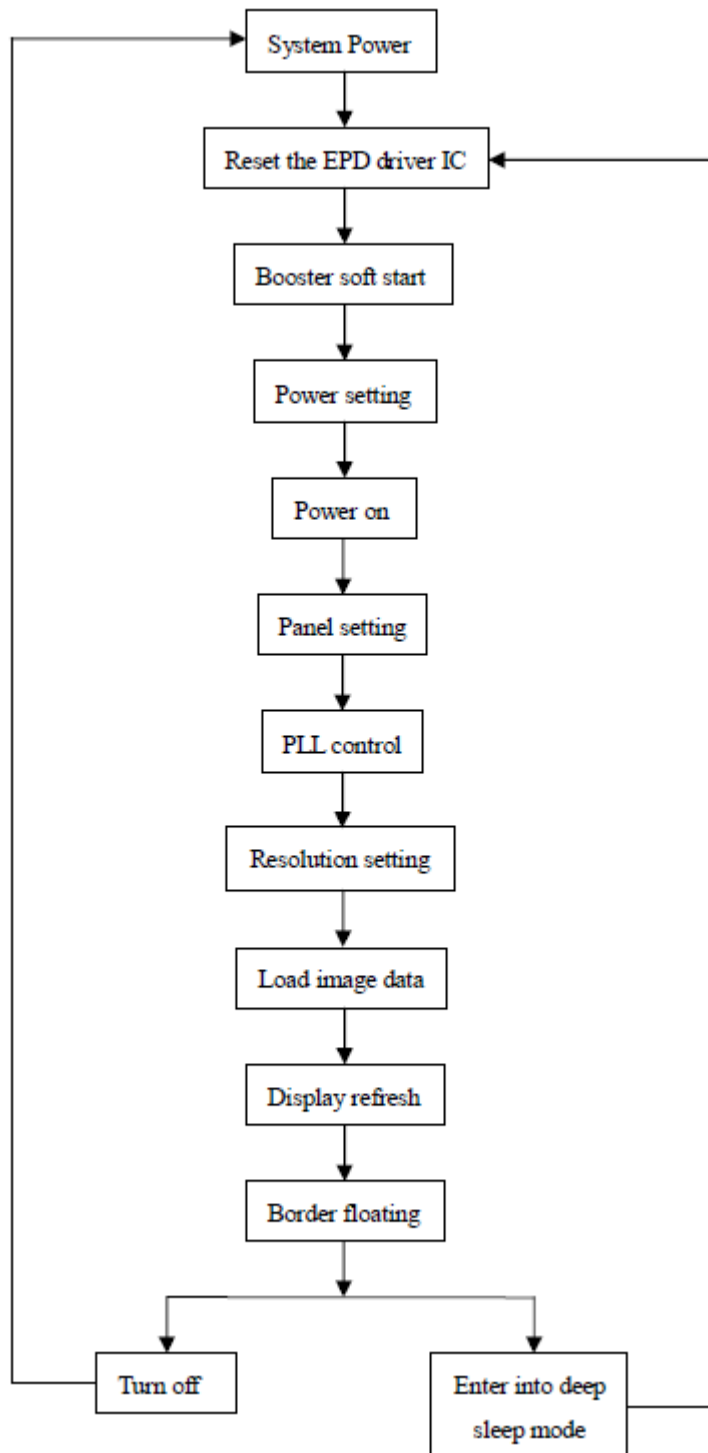 System Power
Reset the EPD driver IC
Booster soft start
Power setting
Power on
Panel setting
PLL control
Resolution setting
Load image data
Display refresh
Border floating
Turn off
Enter into deep
sleep mode